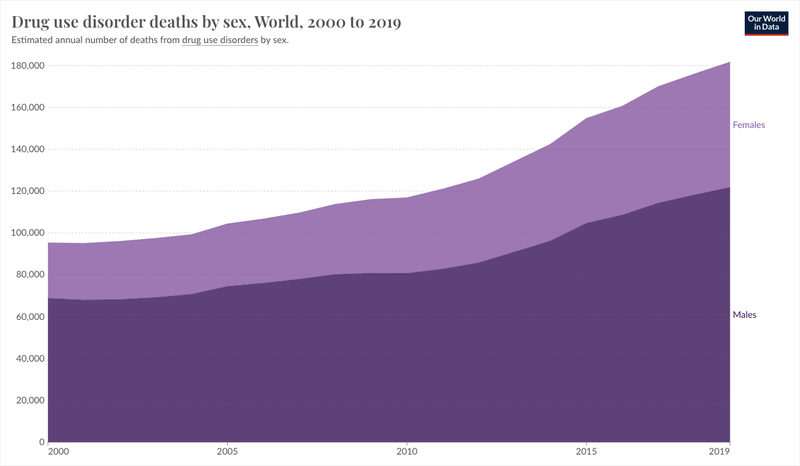 Drug use disorder deaths by sex, World, 2000 to 2019
Estimated annual number of deaths from drug use disorders by sex.
Our World
in Data
180,000
160,000
140,000
120,000
100,000
80,000
60,000
40,000
20,000
0
Females
Males
2000
2005
2010
2015
2019